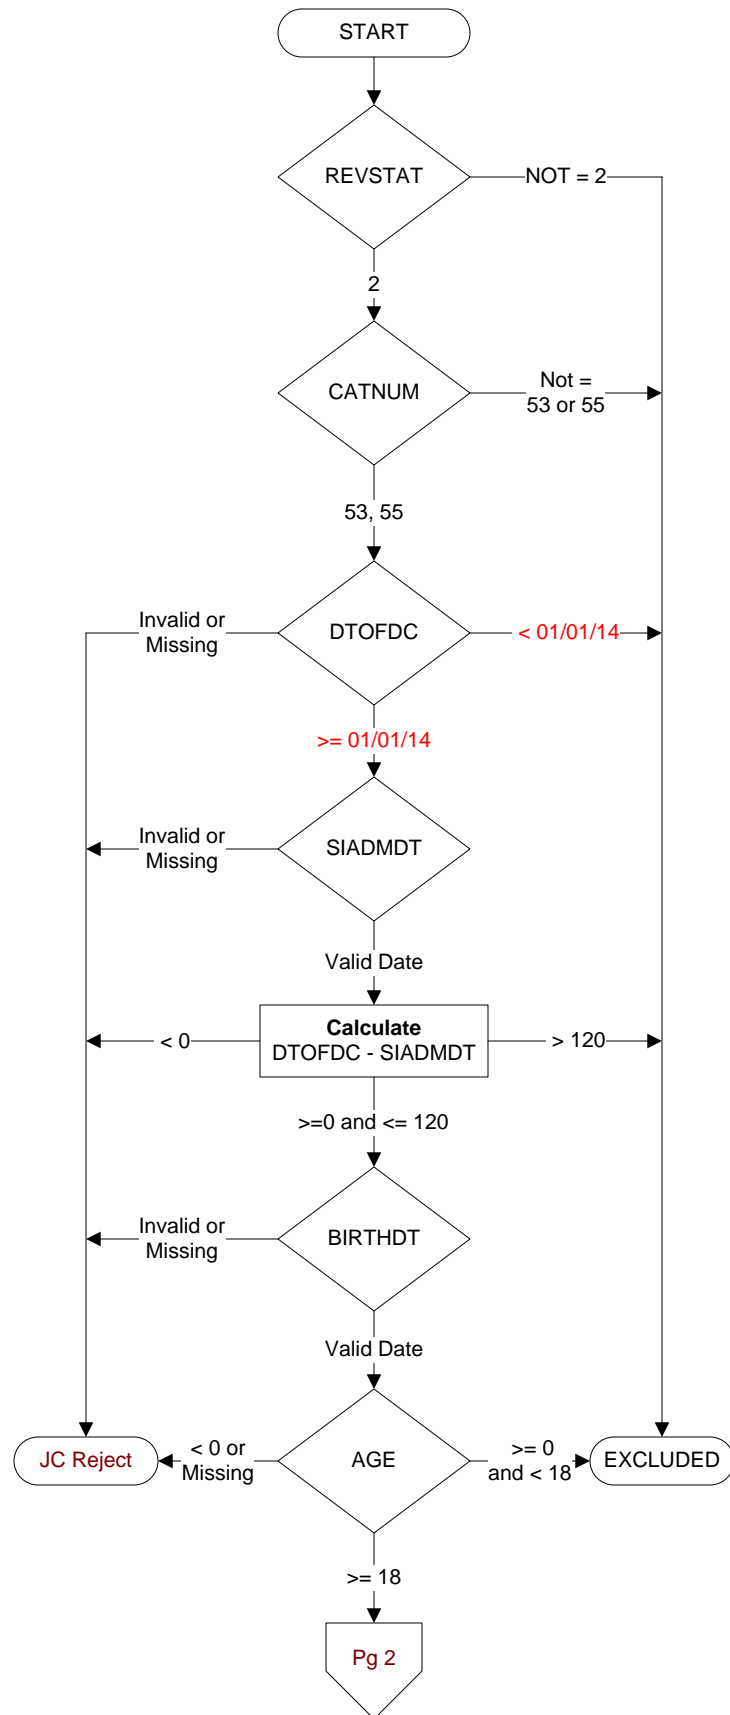 START
REVSTAT
NOT = 2
2
CATNUM
Not =
53 or 55
53, 55
Invalid or
Missing
DTOFDC
< 01/01/14
>= 01/01/14
Invalid or
Missing
SIADMDT
Valid Date
< 0
Calculate
DTOFDC - SIADMDT
> 120
>=0 and <= 120
Invalid or
Missing
BIRTHDT
Valid Date
JC Reject
< 0 or
Missing
AGE
>= 0
and < 18
EXCLUDED
>= 18
Pg 2